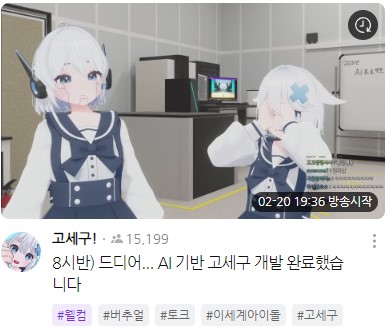 02-20 19:36 방송시작
고세구! · 15,199
8시반) 드디어... AI 기반 고세구 개발 완료했습
니다
#웰컴 #버추얼 #토크 #이세계아이돌 #고세구